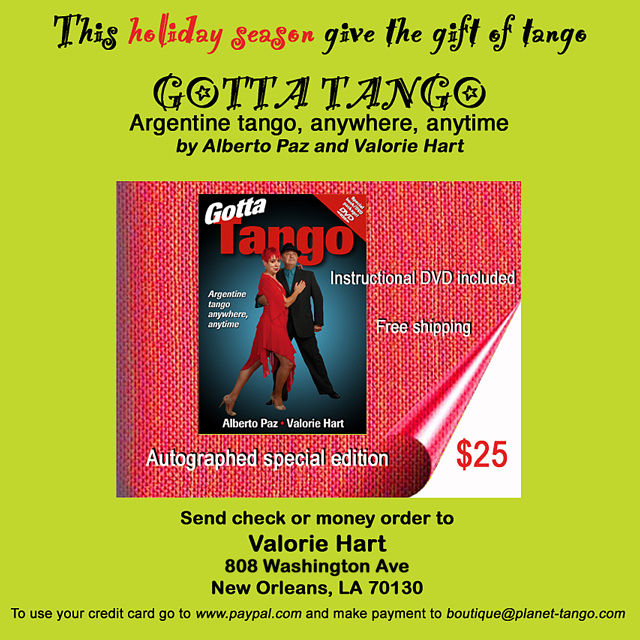 This holiday season give the gift of tango
GOTTA TANGO
Argentine tango, anywhere, anytime
by Alberto Paz and Valorie Hart
Gotta
Tango
DVD
Argentine
tango
anywhere,
anytime
Alberto Paz • Valorie Hart
Instructional DVD included
Free shipping
Autographed special edition
$25
Send check or money order to
Valorie Hart
808 Washington Ave
New Orleans, LA 70130
To use your credit card go to www.paypal.com and make payment to boutique@planet-tango.com